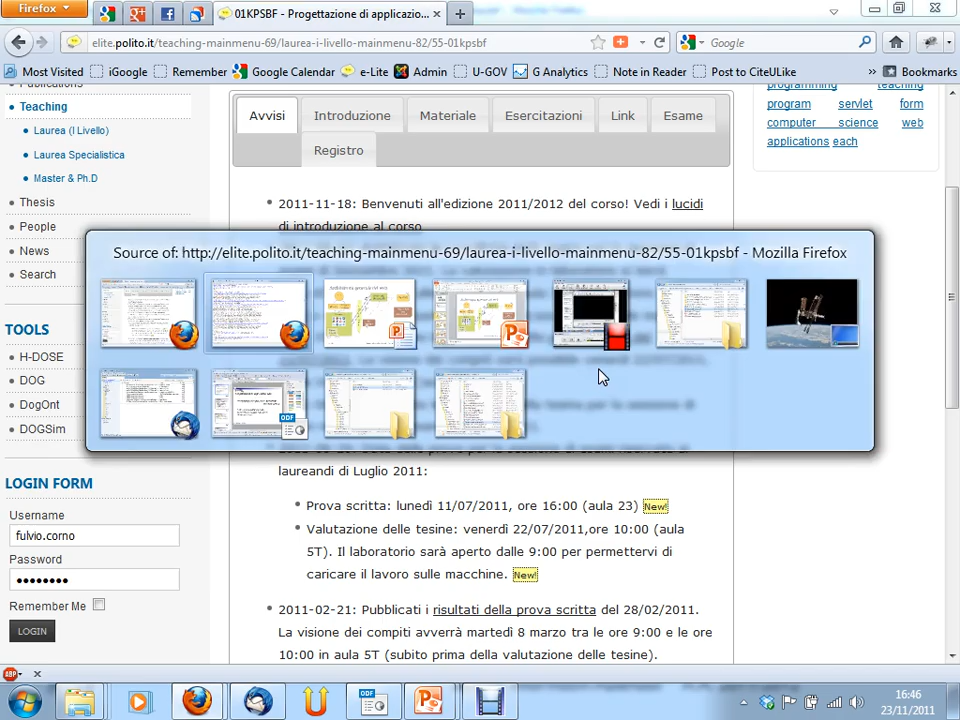 Firefox
01KPSBF - Progettazione di applicazio...
elite.polito.it/teaching-mainmenu-69/laurea-i-livello-mainmenu-82/55-01kpsbf
Google
Most Visited
iGoogle
Remember
Google Calendar
e-Lite
Admin
U-GOV
G Analytics
Note in Reader
Post to CiteULike
Bookmarks
Publications
Teaching
Laurea (I Livello)
Laurea Specialistica
Master & Ph.D
Thesis
People
News
Search
TOOLS
H-DOSE
DOG
DogOnt
DOGSim
LOGIN FORM
Username
fulvio.corno
Password
Remember Me
LOGIN
Avvisi
Introduzione
Materiale
Esercitazioni
Link
Esame
Registro
2011-11-18: Benvenuti all'edizione 2011/2012 del corso! Vedi i lucidi
di introduzione al corso
Source of: http://elite.polito.it/teaching-mainmenu-69/laurea-i-livello-mainmenu-82/55-01kpsbf - Mozilla Firefox
laureandi di Luglio 2011:
Prova scritta: lunedì 11/07/2011, ore 16:00 (aula 23) New!
Valutazione delle tesine: venerdì 22/07/2011,ore 10:00 (aula
5T). Il laboratorio sarà aperto dalle 9:00 per permettervi di
caricare il lavoro sulle macchine. New!
2011-02-21: Pubblicati i risultati della prova scritta del 28/02/2011.
La visione dei compiti avverrà martedì 8 marzo tra le ore 9:00 e le ore
10:00 in aula 5T (subito prima della valutazione delle tesine).
programming teaching
program servlet form
computer science web
applications each
ABP
ODF
16:46
23/11/2011